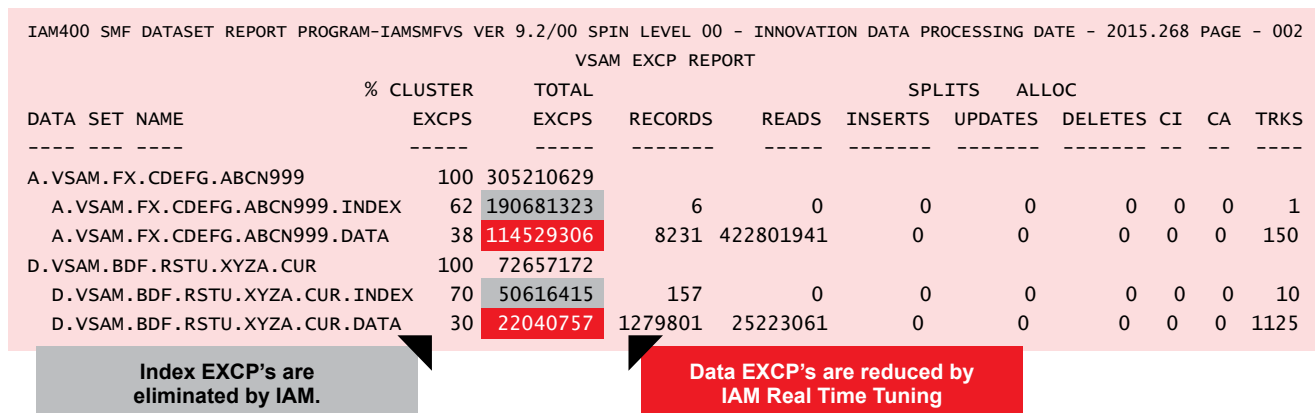 IAM400 SMF DATASET REPORT PROGRAM-IAMSMFVS VER 9.2/00 SPIN LEVEL 00 - INNOVATION DATA PROCESSING DATE - 2015.268 PAGE - 002
VSAM EXCP REPORT
% CLUSTER TOTAL SPLITS ALLOC
DATA SET NAME EXCPS EXCPS RECORDS READS INSERTS UPDATES DELETES CI CA TRKS
---- --- ---- ----- ----- ------- ----- ------- ------- ------- -- -- ----
A.VSAM.FX.CDEFG.ABCN999 100 305210629
A.VSAM.FX.CDEFG.ABCN999.INDEX 62 190681323 6 0 0 0 0 0 0 1
A.VSAM.FX.CDEFG.ABCN999.DATA 38 114529306 8231 422801941 0 0 0 0 0 150
D.VSAM.BDF.RSTU.XYZA.CUR 100 72657172
D.VSAM.BDF.RSTU.XYZA.CUR.INDEX 70 50616415 157 0 0 0 0 0 0 10
D.VSAM.BDF.RSTU.XYZA.CUR.DATA 30 22040757 1279801 25223061 0 0 0 0 0 1125
Index EXCP's are
eliminated by IAM.
Data EXCP's are reduced by
IAM Real Time Tuning